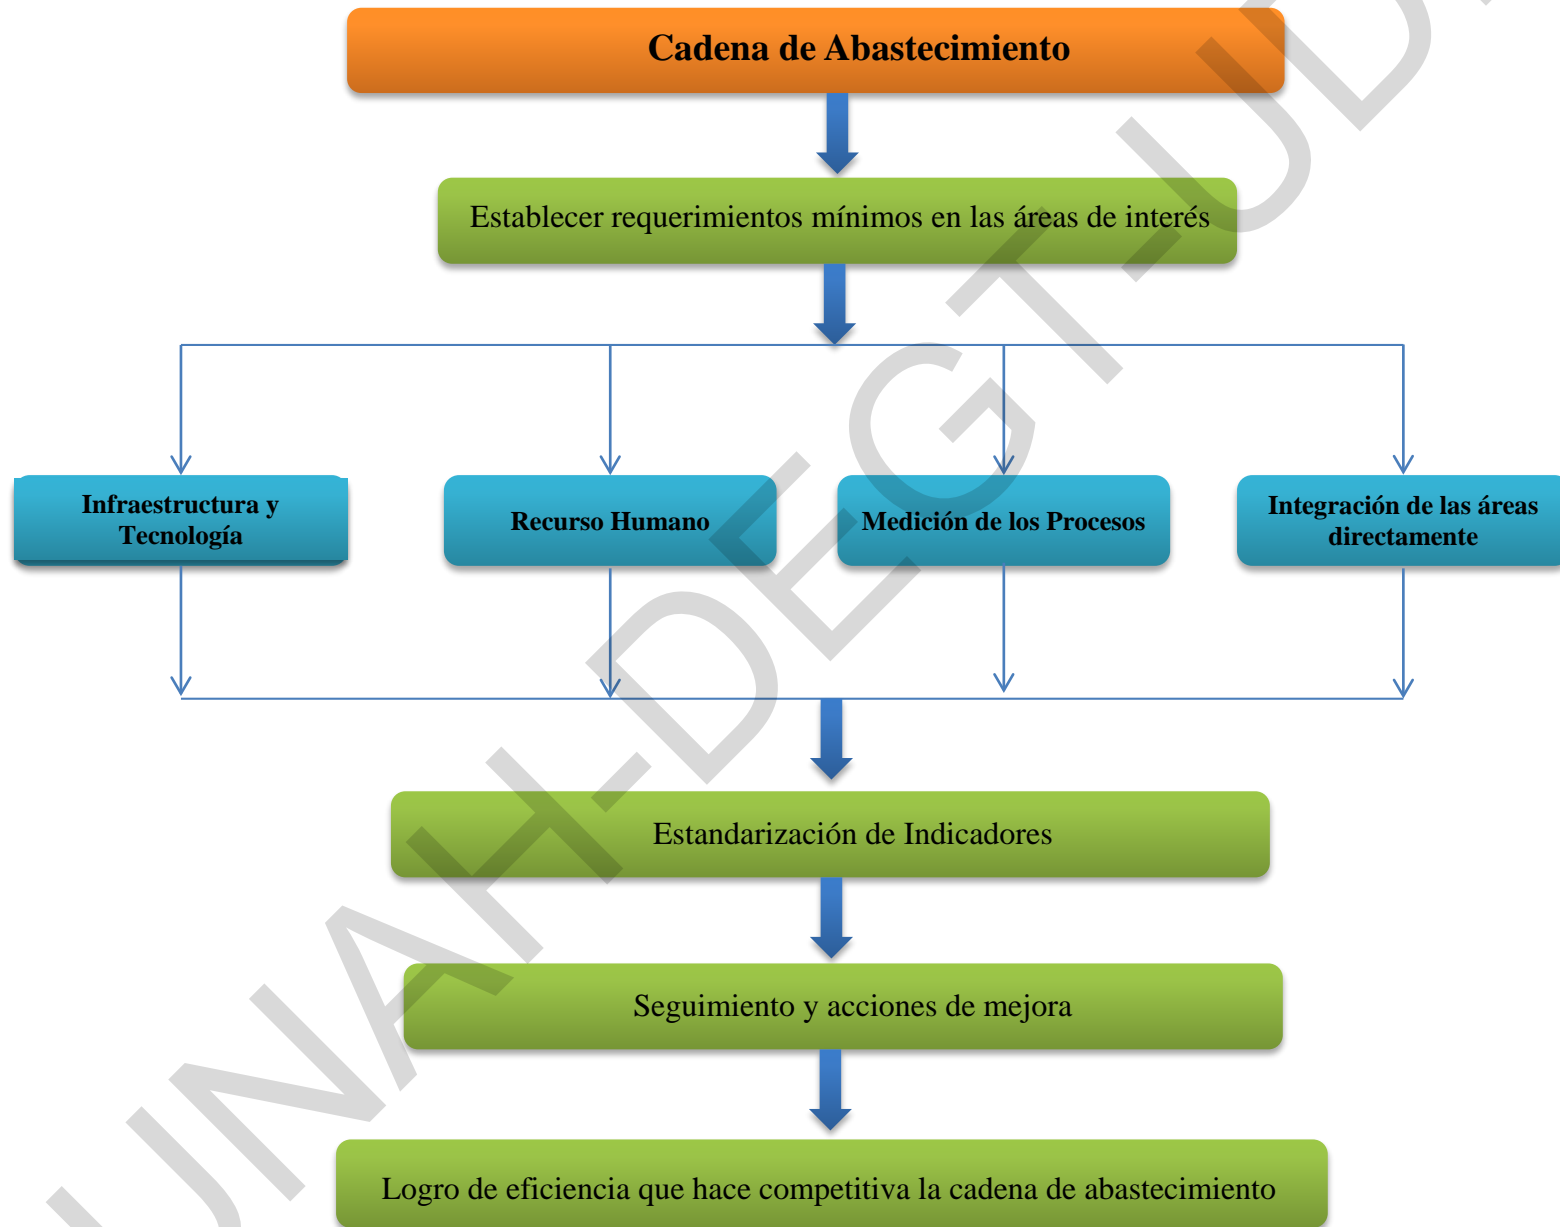 Cadena de Abastecimiento
Establecer requerimientos mínimos en las áreas de interés
Infraestructura y
Tecnología
Recurso Humano
Medición de los Procesos
Integración de las áreas
directamente
Estandarización de Indicadores
Seguimiento y acciones de mejora
Logro de eficiencia que hace competitiva la cadena de abastecimiento
UNAH-DEGT-UD